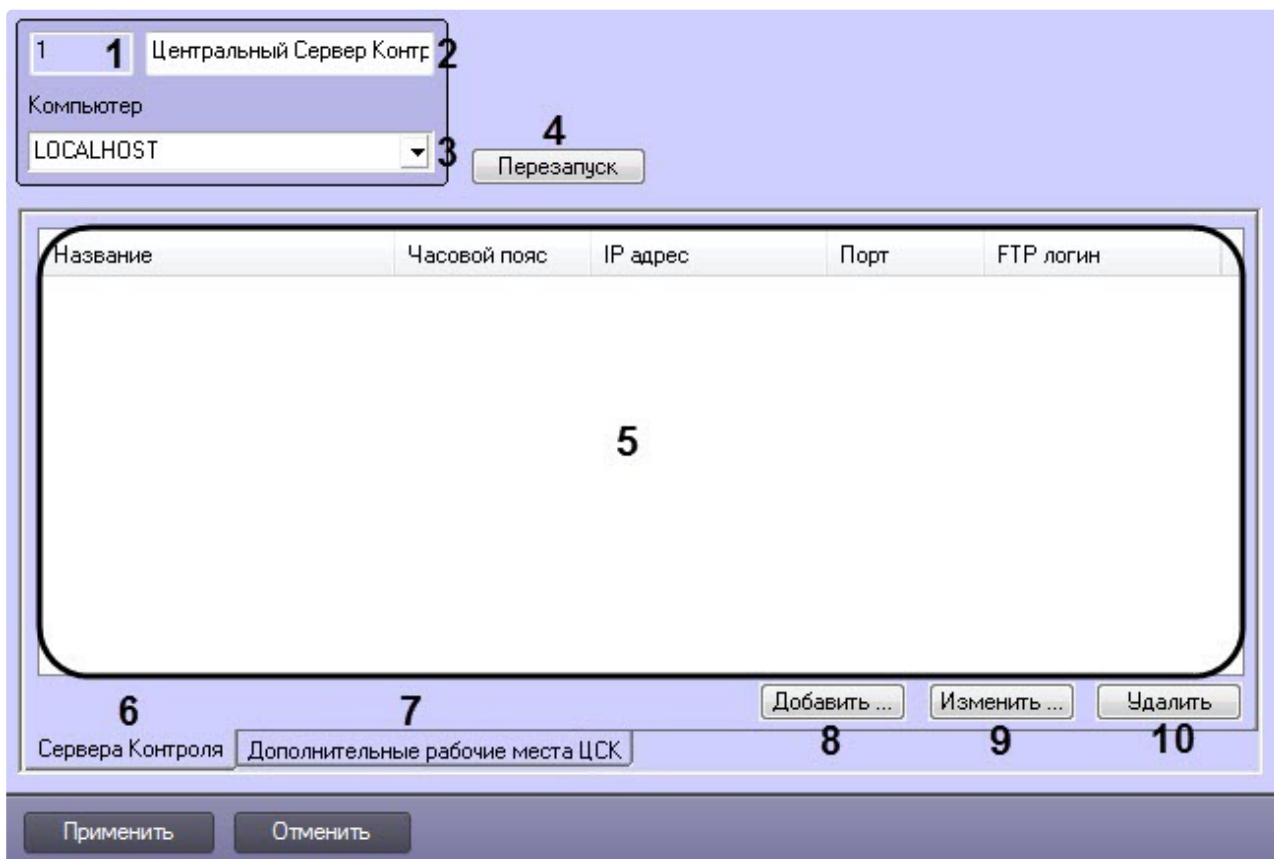 1 1 Центральный Сервер Контр 2
Компьютер
LOCALHOST 3
4
Перезапуск
Название Часовой пояс IP адрес Порт FTP логин
5
6 7 Добавить ... Изменить ... Удалить
Сервера Контроля Дополнительные рабочие места ЦСК 8 9 10
Применить Отменить